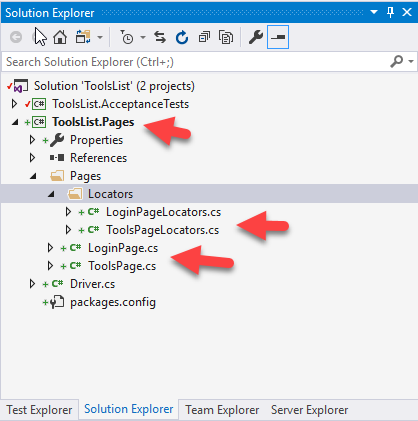 Solution Explorer
Search Solution Explorer (Ctrl+;)
Solution 'ToolsList' (2 projects)
C# ToolsList.AcceptanceTests
C# ToolsList.Pages
Properties
References
Pages
Locators
C# LoginPageLocators.cs
C# ToolsPageLocators.cs
C# LoginPage.cs
C# ToolsPage.cs
C# Driver.cs
packages.config
Test Explorer Solution Explorer Team Explorer Server Explorer